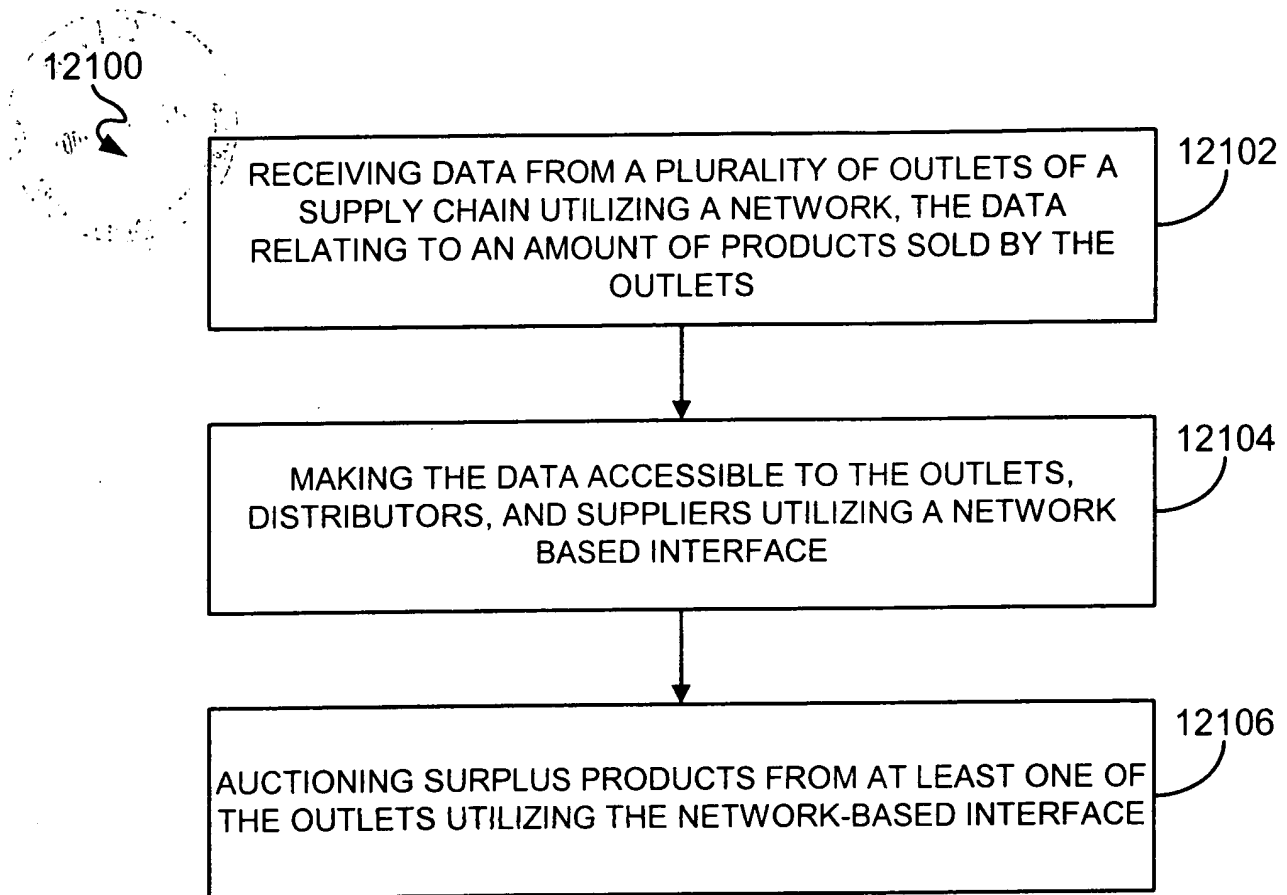 12100
12102
RECEIVING DATA FROM A PLURALITY OF OUTLETS OF A
SUPPLY CHAIN UTILIZING A NETWORK, THE DATA
RELATING TO AN AMOUNT OF PRODUCTS SOLD BY THE
OUTLETS
12104
MAKING THE DATA ACCESSIBLE TO THE OUTLETS,
DISTRIBUTORS, AND SUPPLIERS UTILIZING A NETWORK
BASED INTERFACE
12106
AUCTIONING SURPLUS PRODUCTS FROM AT LEAST ONE OF
THE OUTLETS UTILIZING THE NETWORK-BASED INTERFACE